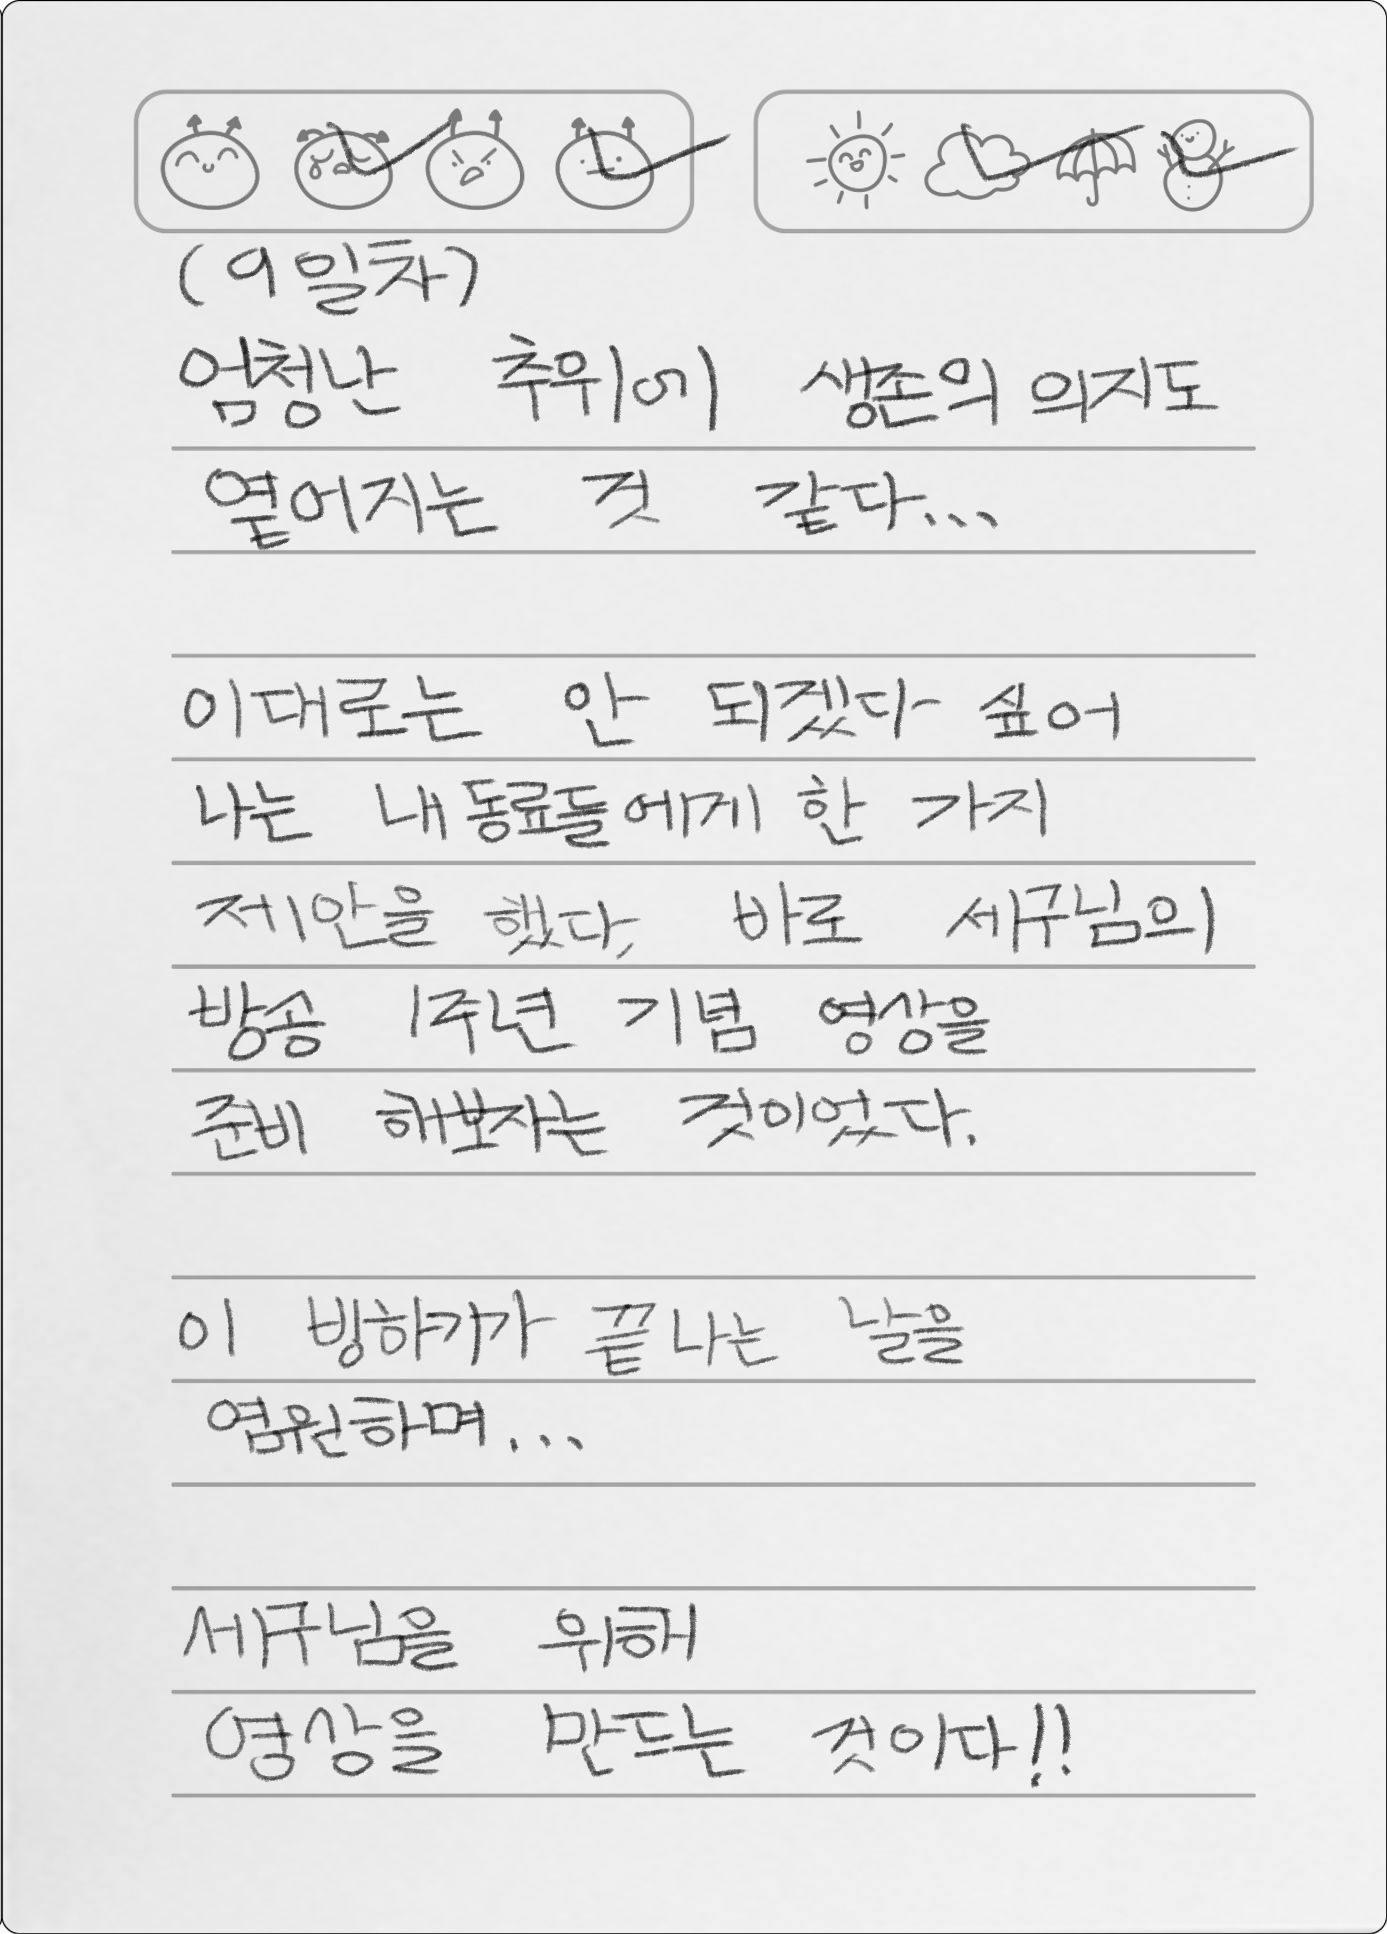 (9일차)
엄청난 추위에 생존의 의지도
옅어지는 것 같다...
이대로는 안 되겠다 싶어
나는 내 동료들에게 한 가지
제안을 했다, 바로 세구님의
방송 1주년 기념 영상을
준비 해보자는 것이었다.
이 빙하기가 끝나는 날을
염원하며...
세구님을 위해
영상을 만드는 것이다!!